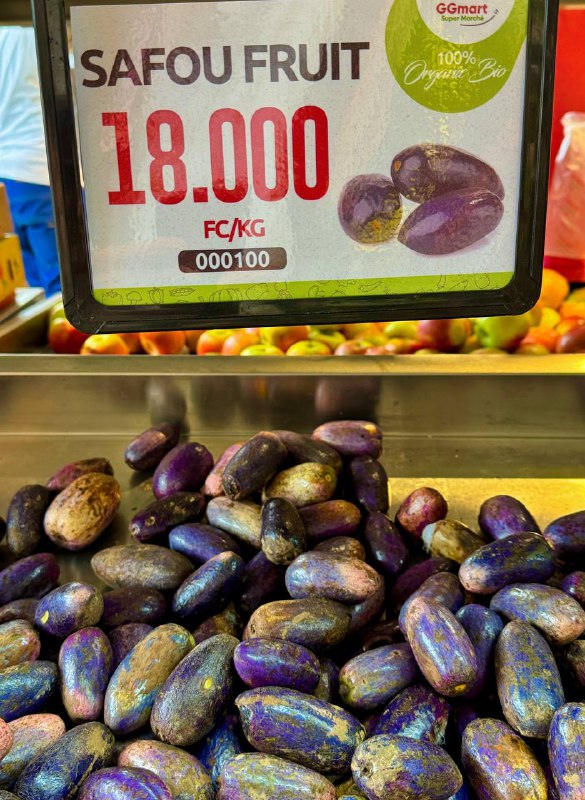 GGmart
Super Marché
100%
Organic Bio
SAFOU FRUIT
18.000
FC/KG
000100